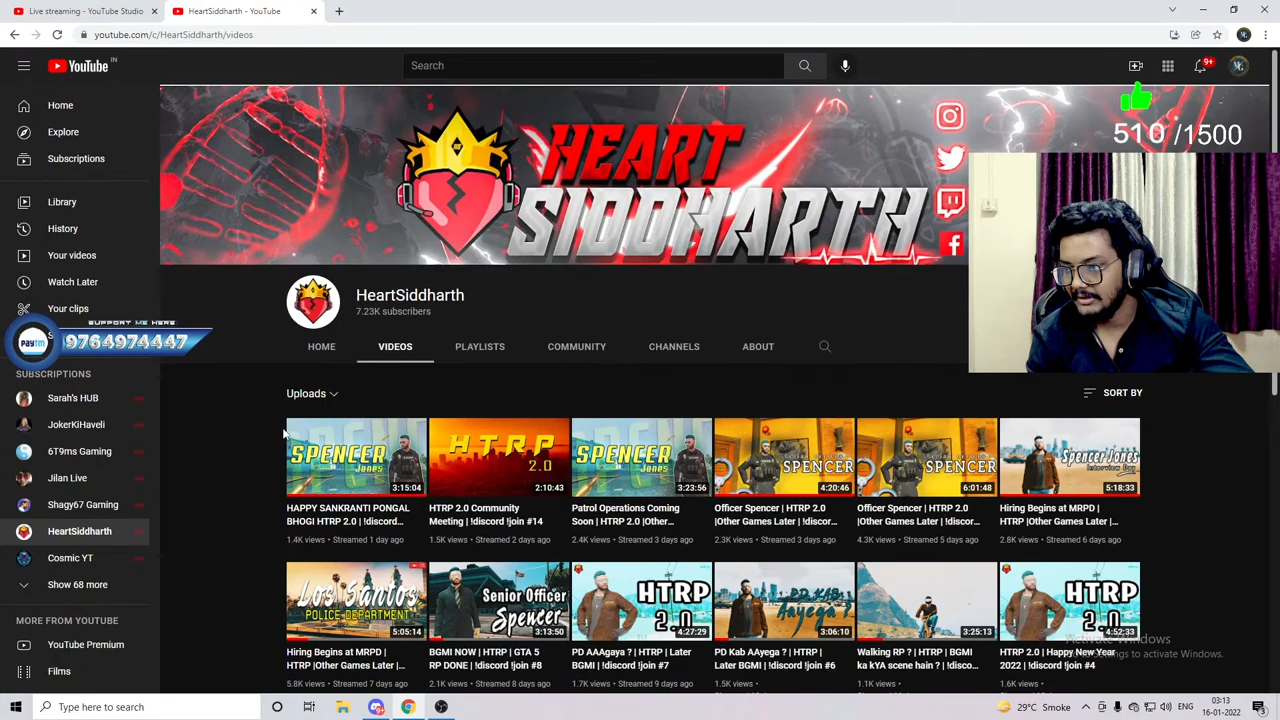 Live streaming - YouTube Studio
HeartSiddharth - YouTube
youtube.com/c/HeartSiddharth/videos
YouTube IN
Search
9+
Home
Explore
Subscriptions
Library
History
Your videos
Watch Later
Your clips
SUPPORT ME HERE
paytm
9764974447
SUBSCRIPTIONS
Sarah's HUB
JokerKiHaveli
6T9ms Gaming
Jilan Live
Shagy67 Gaming
HeartSiddharth
Cosmic YT
Show 68 more
MORE FROM YOUTUBE
YouTube Premium
Films
HEART
SIDDHARTH
510 /1500
HeartSiddharth
7.23K subscribers
HOME
VIDEOS
PLAYLISTS
COMMUNITY
CHANNELS
ABOUT
Uploads
SORT BY
SPENCER
Jones
3:15:04
HAPPY SANKRANTI PONGAL
BHOGI HTRP 2.0 | !discord...
1.4K views • Streamed 1 day ago
HTRP
2.0
2:10:43
HTRP 2.0 Community
Meeting | !discord !join #14
1.5K views • Streamed 2 days ago
SPENCER
Jones
3:23:56
Patrol Operations Coming
Soon | HTRP 2.0 |Other...
2.4K views • Streamed 3 days ago
SPENCER
4:20:46
Officer Spencer | HTRP 2.0
|Other Games Later | !discor...
2.3K views • Streamed 3 days ago
SPENCER
6:01:48
Officer Spencer | HTRP 2.0
|Other Games Later | !discor...
4.3K views • Streamed 5 days ago
Spencer Jones
Interview Day
5:18:33
Hiring Begins at MRPD |
HTRP |Other Games Later |...
2.8K views • Streamed 6 days ago
Los Santos
POLICE DEPARTMENT
5:05:14
Hiring Begins at MRPD |
HTRP |Other Games Later |...
5.8K views • Streamed 7 days ago
Senior Officer
Spencer
3:13:50
BGMI NOW | HTRP | GTA 5
RP DONE | !discord !join #8
2.1K views • Streamed 8 days ago
HTRP
2.0
4:27:29
PD AAAgaya ? | HTRP | Later
BGMI | !discord !join #7
1.7K views • Streamed 9 days ago
PD KAB
AAyega ?
3:06:10
PD Kab AAyega ? | HTRP |
Later BGMI | !discord !join #6
1.5K views •
3:25:13
Walking RP ? | HTRP | BGMI
ka kYA scene hain ? | !disco...
1.1K views •
HTRP
2.0
4:52:33
HTRP 2.0 | Happy New Year
2022 | !discord !join #4
1.6K views •
Activate Windows
Settings to activate Windows.
Type here to search
29°C Smoke
ENG
03:13
16-01-2022